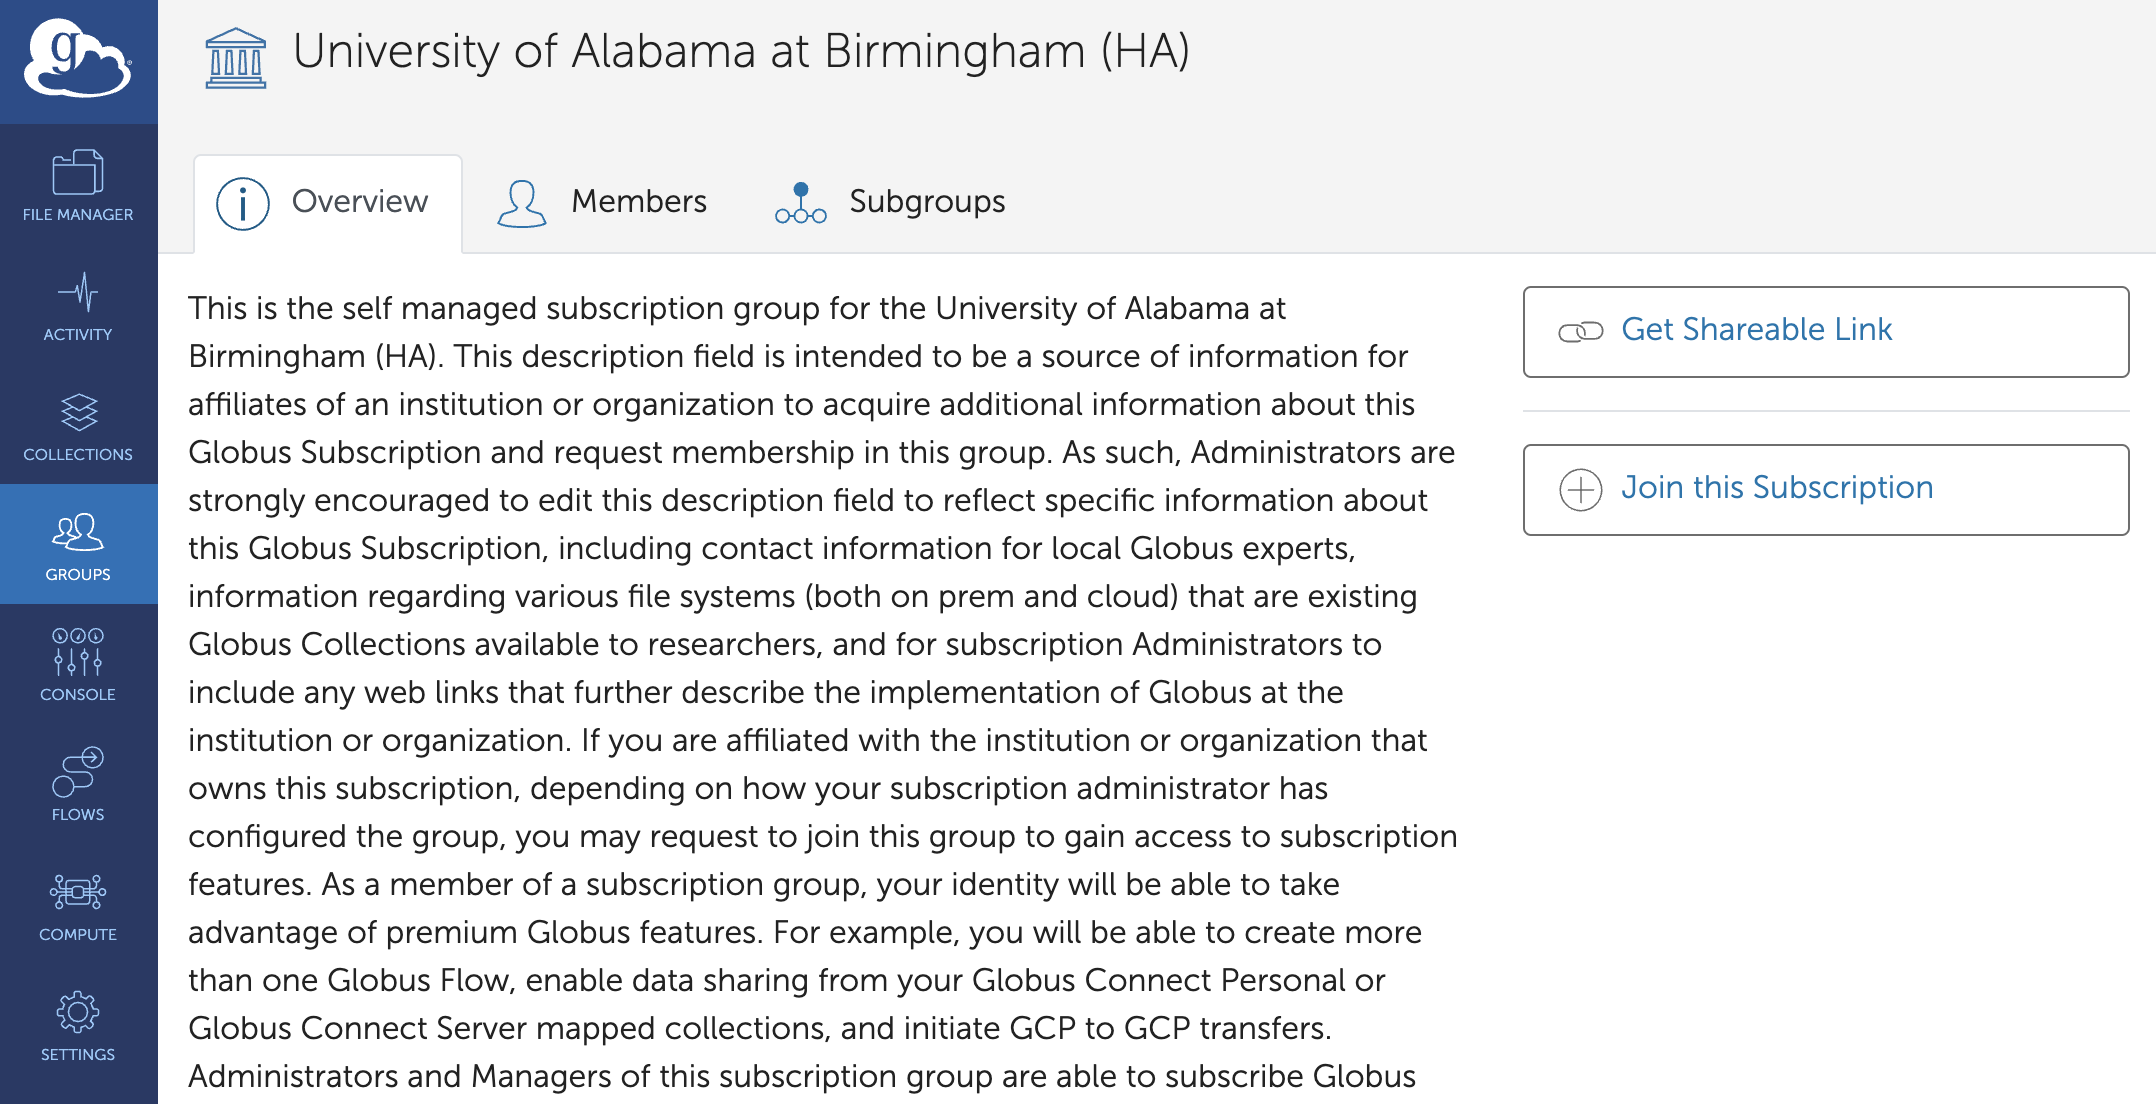 g
University of Alabama at Birmingham (HA)
FILE MANAGER
ACTIVITY
COLLECTIONS
GROUPS
CONSOLE
FLOWS
COMPUTE
SETTINGS
Overview
Members
Subgroups
This is the self managed subscription group for the University of Alabama at
Birmingham (HA). This description field is intended to be a source of information for
affiliates of an institution or organization to acquire additional information about this
Globus Subscription and request membership in this group. As such, Administrators are
strongly encouraged to edit this description field to reflect specific information about
this Globus Subscription, including contact information for local Globus experts,
information regarding various file systems (both on prem and cloud) that are existing
Globus Collections available to researchers, and for subscription Administrators to
include any web links that further describe the implementation of Globus at the
institution or organization. If you are affiliated with the institution or organization that
owns this subscription, depending on how your subscription administrator has
configured the group, you may request to join this group to gain access to subscription
features. As a member of a subscription group, your identity will be able to take
advantage of premium Globus features. For example, you will be able to create more
than one Globus Flow, enable data sharing from your Globus Connect Personal or
Globus Connect Server mapped collections, and initiate GCP to GCP transfers.
Administrators and Managers of this subscription group are able to subscribe Globus
Get Shareable Link
Join this Subscription